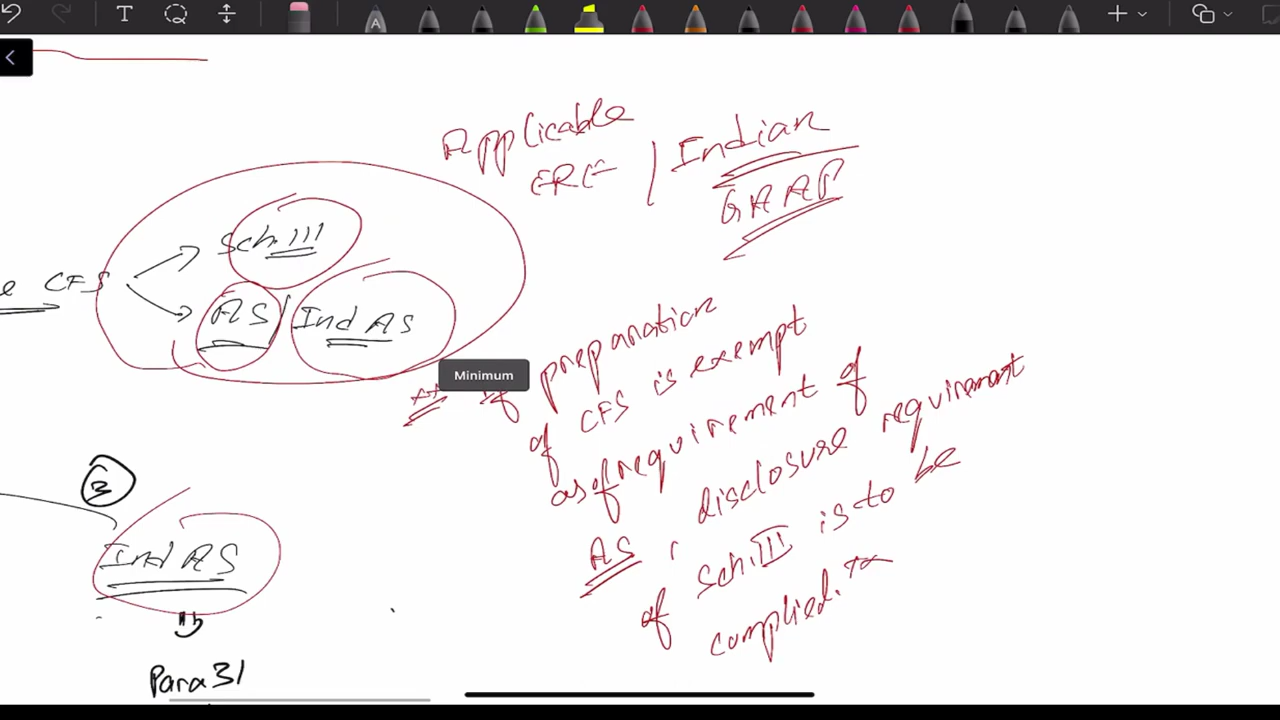 T
A
Applicable
FRF / Indian
GAAP
Sch. III
e CFS
AS / Ind AS
Minimum
** If preparation
of CFS is exempt
as of requirement of
AS, disclosure requirement
of Sch. III is to be
complied. **
3
Ind AS
Para 31